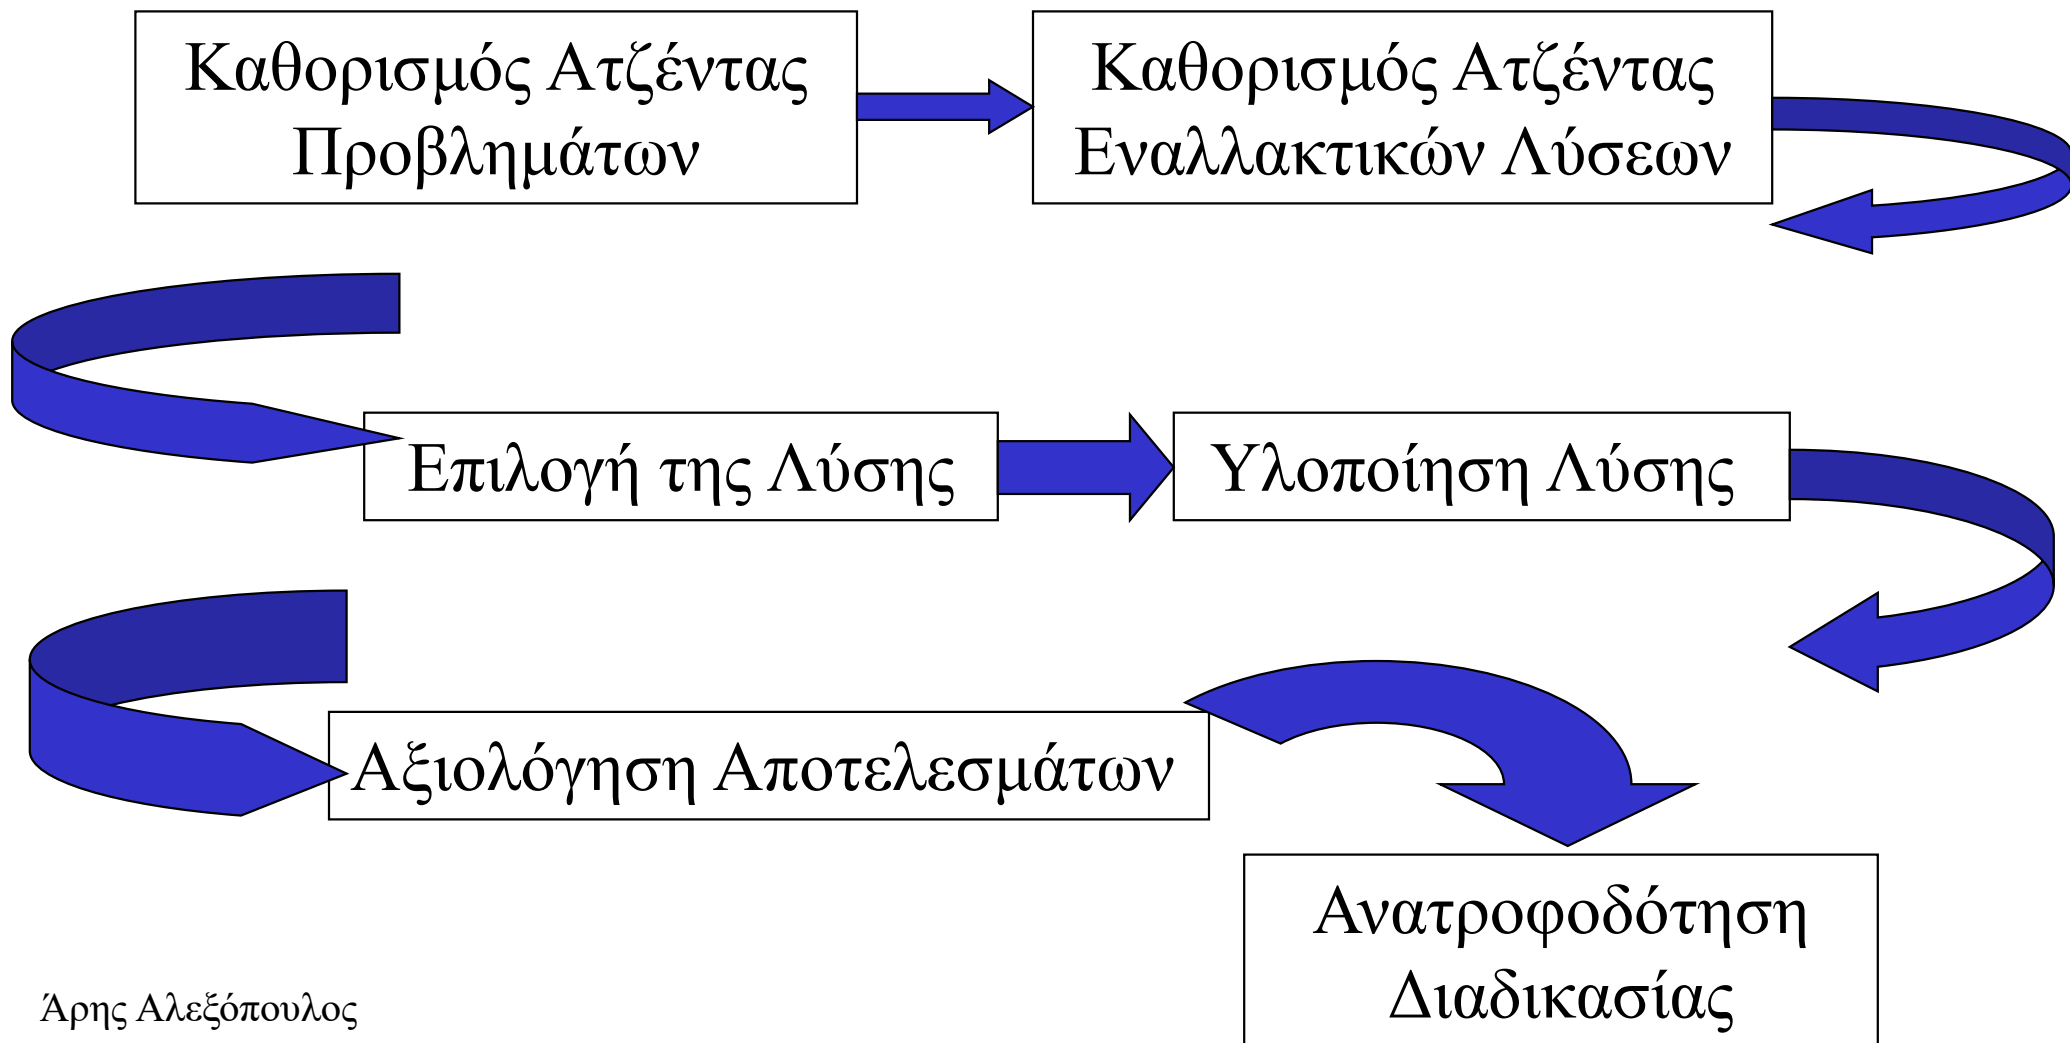 Καθορισμός Ατζέντας
Προβλημάτων
Καθορισμός Ατζέντας
Εναλλακτικών Λύσεων
Επιλογή της Λύσης
Υλοποίηση Λύσης
Αξιολόγηση Αποτελεσμάτων
Ανατροφοδότηση
Διαδικασίας
Άρης Αλεξόπουλος